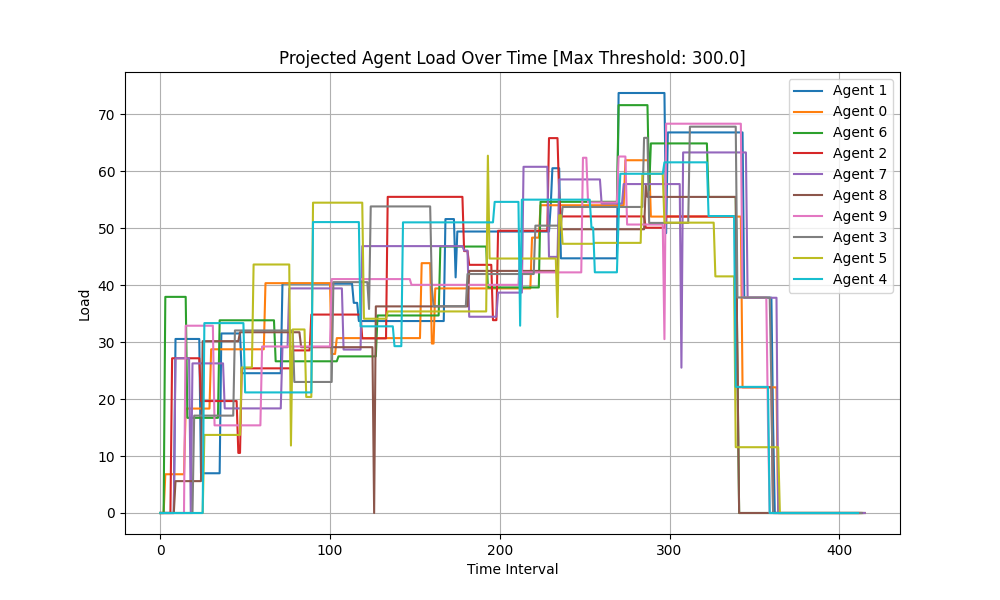 Projected Agent Load Over Time [Max Threshold: 300.0]
Load
70
60
50
40
30
20
10
0
0
100
200
300
400
Time Interval
Agent 1
Agent 0
Agent 6
Agent 2
Agent 7
Agent 8
Agent 9
Agent 3
Agent 5
Agent 4